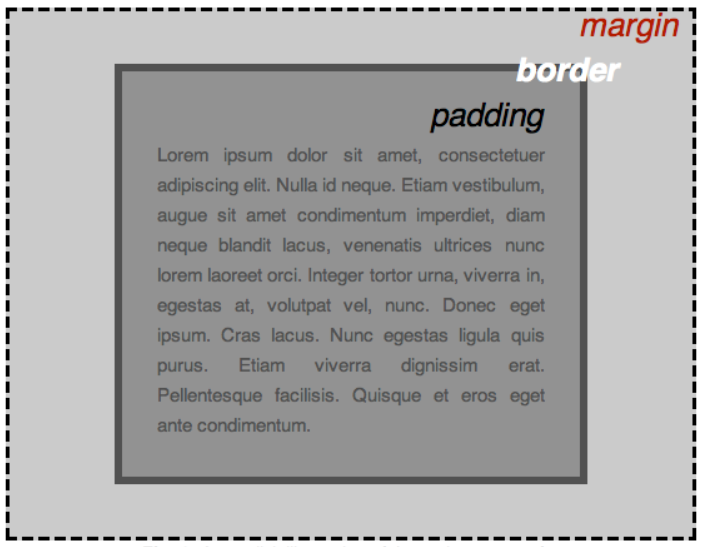 margin
border
padding
Lorem ipsum dolor sit amet, consectetuer
adipiscing elit. Nulla id neque. Etiam vestibulum,
augue sit amet condimentum imperdiet, diam
neque blandit lacus, venenatis ultrices nunc
lorem laoreet orci. Integer tortor urna, viverra in,
egestas at, volutpat vel, nunc. Donec eget
ipsum. Cras lacus. Nunc egestas ligula quis
purus. Etiam viverra dignissim erat.
Pellentesque facilisis. Quisque et eros eget
ante condimentum.